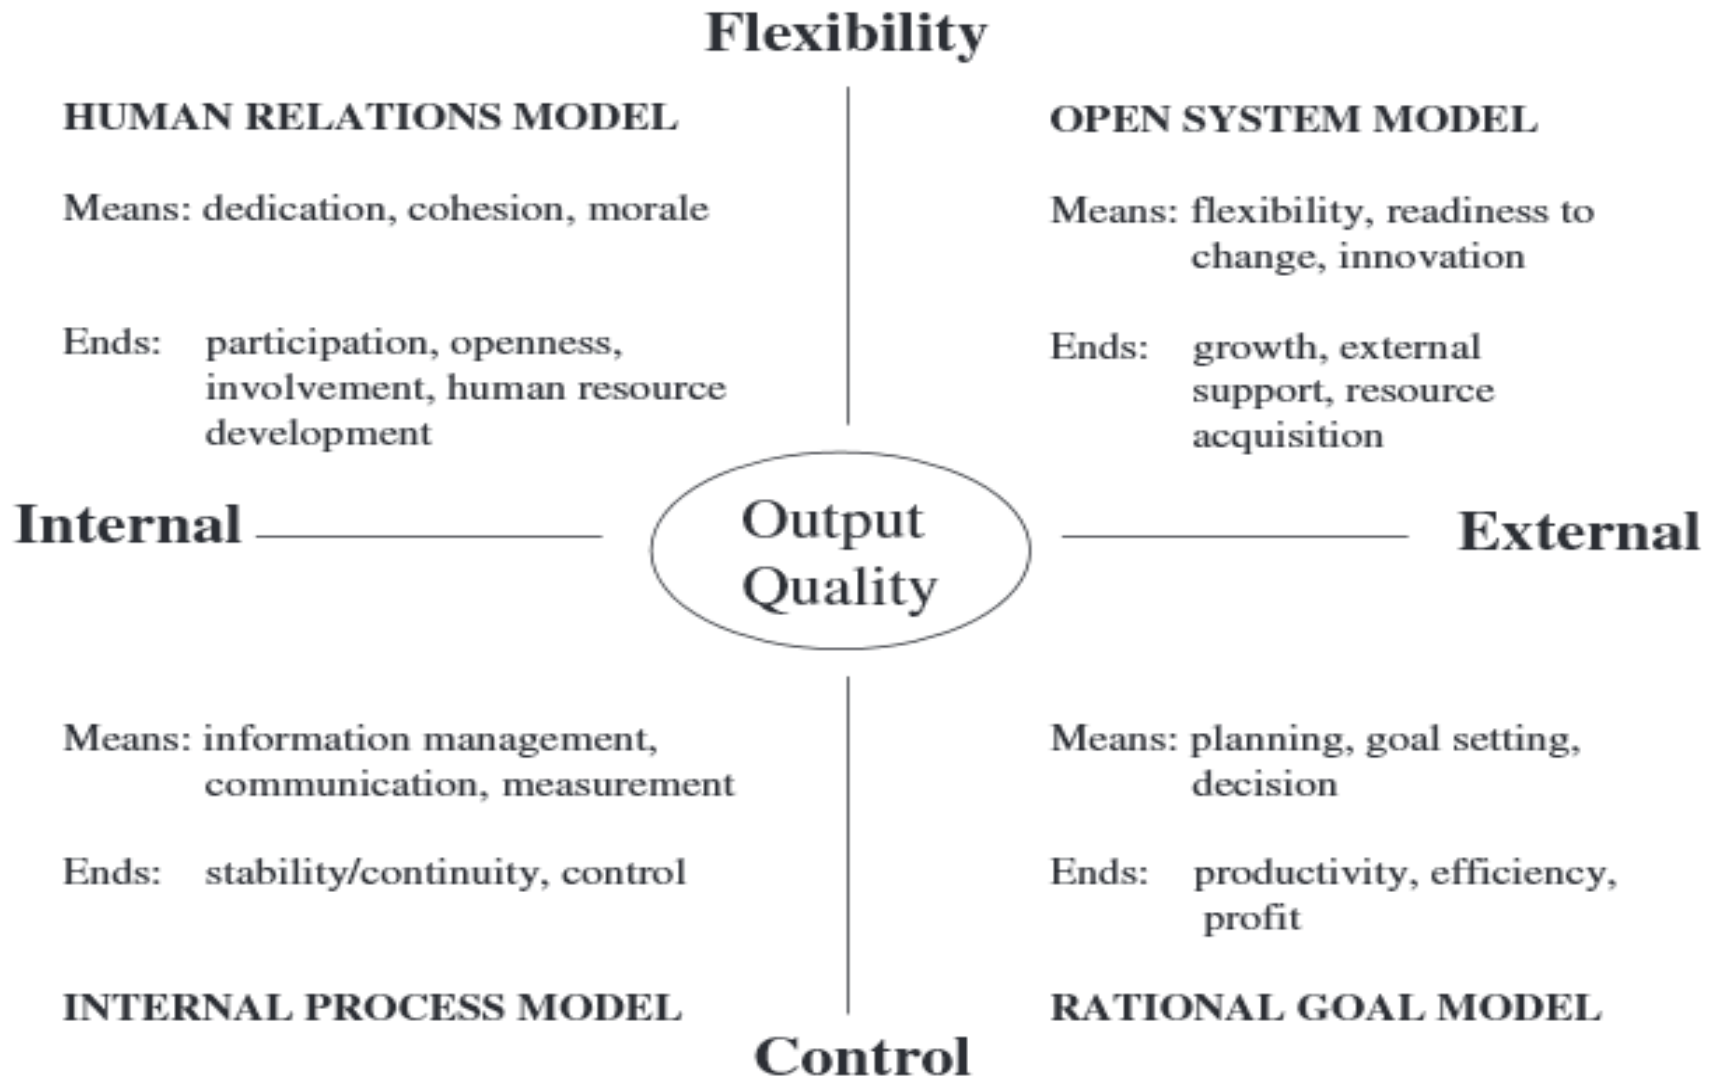 Flexibility
HUMAN RELATIONS MODEL
Means: dedication, cohesion, morale
Ends: participation, openness,
involvement, human resource
development
OPEN SYSTEM MODEL
Means: flexibility, readiness to
change, innovation
Ends: growth, external
support, resource
acquisition
Internal
Output
Quality
External
Means: information management,
communication, measurement
Ends: stability/continuity, control
INTERNAL PROCESS MODEL
Means: planning, goal setting,
decision
Ends: productivity, efficiency,
profit
RATIONAL GOAL MODEL
Control